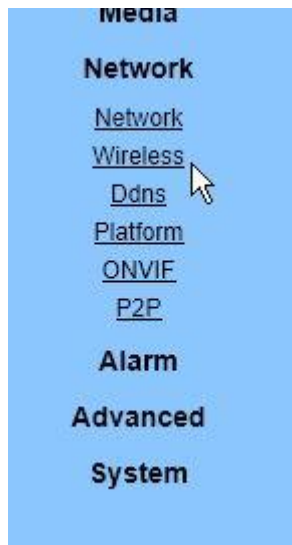 Media
Network
Network
Wireless
Ddns
Platform
ONVIF
P2P
Alarm
Advanced
System